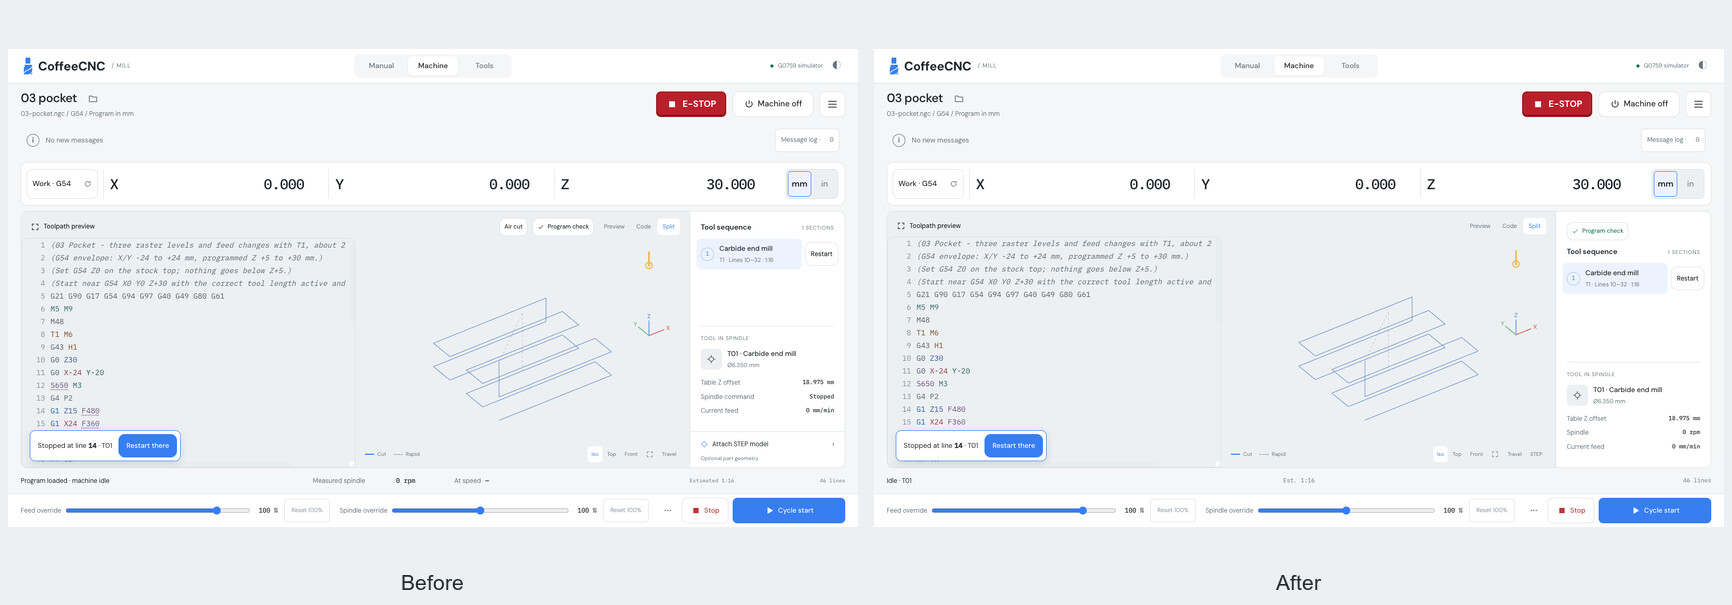 CoffeeCNC / MILL
Manual Machine Tools
G0759 simulator
03 pocket
03-pocket.ngc / G54 / Program in mm
E-STOP
Machine off
i No new messages
Message log · 0
Work · G54
X 0.000
Y 0.000
Z 30.000
mm in
Toolpath preview
Air cut
Program check
Preview Code Split
1 (03 Pocket - three raster levels and feed changes with T1, about 2
2 (G54 envelope: X/Y -24 to +24 mm, programmed Z +5 to +30 mm.)
3 (Set G54 Z0 on the stock top; nothing goes below Z+5.)
4 (Start near G54 X0 Y0 Z+30 with the correct tool length active and
5 G21 G90 G17 G54 G94 G97 G40 G49 G80 G61
6 M5 M9
7 M48
8 T1 M6
9 G43 H1
10 G0 Z30
11 G0 X-24 Y-20
12 S650 M3
13 G4 P2
14 G1 Z15 F480
15 G1 X24 F360
Stopped at line 14 · T01
Restart there
Z
Y
X
Cut Rapid
Iso Top Front Travel
Tool sequence 1 SECTIONS
1 Carbide end mill
T1 · Lines 10–32 · 1:16
Restart
TOOL IN SPINDLE
T01 · Carbide end mill
Ø6.350 mm
Table Z offset 18.975 mm
Spindle command Stopped
Current feed 0 mm/min
Attach STEP model
Optional part geometry
Program loaded · machine idle
Measured spindle 0 rpm
At speed —
Estimated 1:16
46 lines
Feed override 100 % Reset 100%
Spindle override 100 % Reset 100%
Stop
Cycle start
Before
CoffeeCNC / MILL
Manual Machine Tools
G0759 simulator
03 pocket
03-pocket.ngc / G54 / Program in mm
E-STOP
Machine off
i No new messages
Message log · 0
Work · G54
X 0.000
Y 0.000
Z 30.000
mm in
Toolpath preview
Preview Code Split
1 (03 Pocket - three raster levels and feed changes with T1, about 2
2 (G54 envelope: X/Y -24 to +24 mm, programmed Z +5 to +30 mm.)
3 (Set G54 Z0 on the stock top; nothing goes below Z+5.)
4 (Start near G54 X0 Y0 Z+30 with the correct tool length active and
5 G21 G90 G17 G54 G94 G97 G40 G49 G80 G61
6 M5 M9
7 M48
8 T1 M6
9 G43 H1
10 G0 Z30
11 G0 X-24 Y-20
12 S650 M3
13 G4 P2
14 G1 Z15 F480
15 G1 X24 F360
Stopped at line 14 · T01
Restart there
Z
Y
X
Cut Rapid
Iso Top Front Travel STEP
Program check
Tool sequence 1 SECTIONS
1 Carbide end mill
T1 · Lines 10–32 · 1:16
Restart
TOOL IN SPINDLE
T01 · Carbide end mill
Ø6.350 mm
Table Z offset 18.975 mm
Spindle 0 rpm
Current feed 0 mm/min
Idle · T01
Est. 1:16
46 lines
Feed override 100 % Reset 100%
Spindle override 100 % Reset 100%
Stop
Cycle start
After